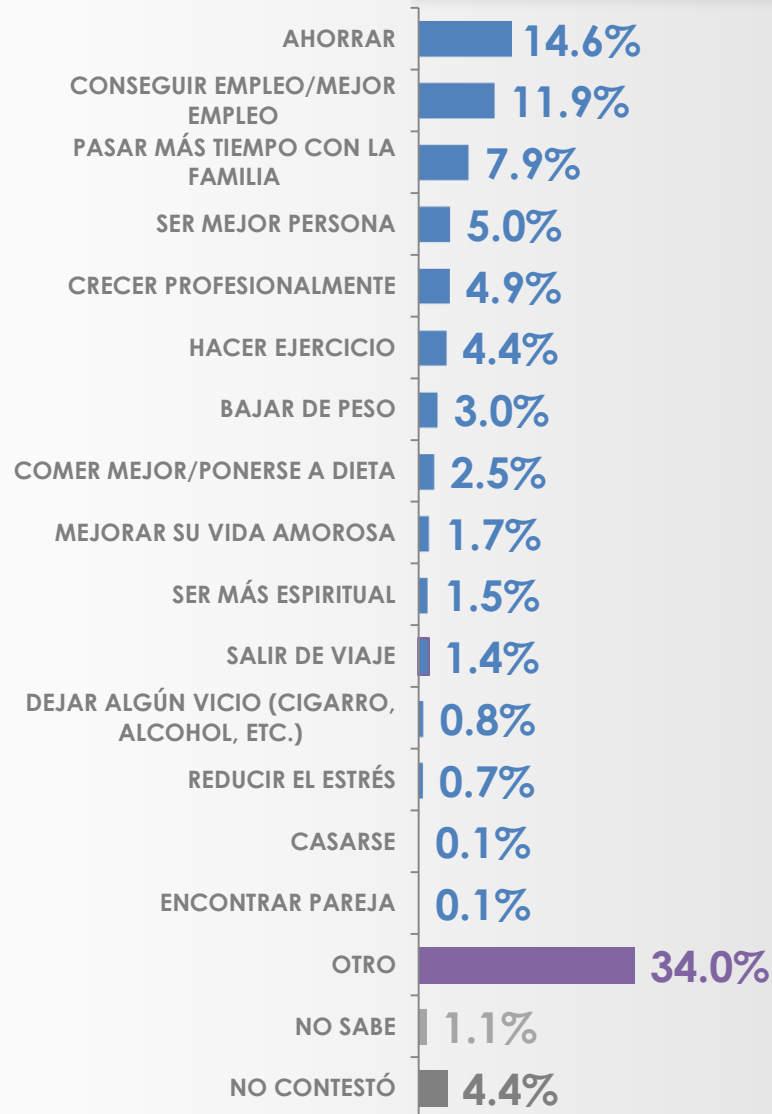 AHORRAR 14.6%
CONSEGUIR EMPLEO/MEJOR
EMPLEO 11.9%
PASAR MÁS TIEMPO CON LA
FAMILIA 7.9%
SER MEJOR PERSONA 5.0%
CRECER PROFESIONALMENTE 4.9%
HACER EJERCICIO 4.4%
BAJAR DE PESO 3.0%
COMER MEJOR/PONERSE A DIETA 2.5%
MEJORAR SU VIDA AMOROSA 1.7%
SER MÁS ESPIRITUAL 1.5%
SALIR DE VIAJE 1.4%
DEJAR ALGÚN VICIO (CIGARRO,
ALCOHOL, ETC.) 0.8%
REDUCIR EL ESTRÉS 0.7%
CASARSE 0.1%
ENCONTRAR PAREJA 0.1%
OTRO 34.0%
NO SABE 1.1%
NO CONTESTÓ 4.4%